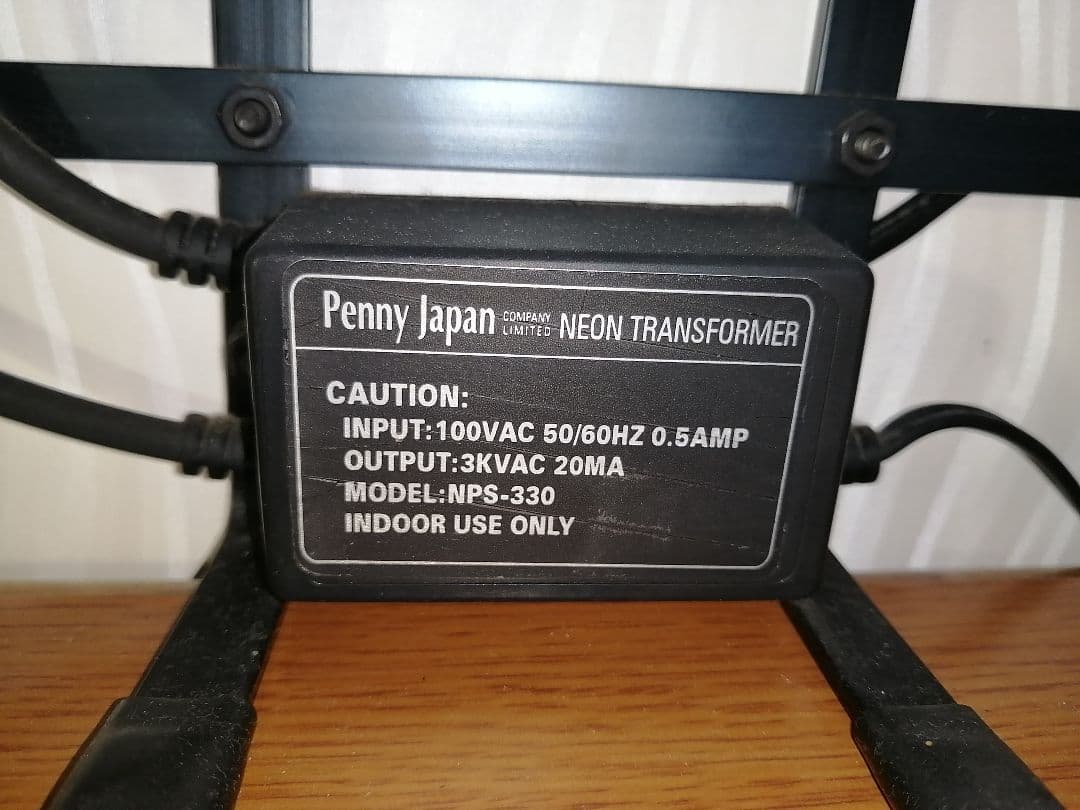 Penny Japan COMPANY LIMITED NEON TRANSFORMER
CAUTION:
INPUT:100VAC 50/60HZ 0.5AMP
OUTPUT:3KVAC 20MA
MODEL:NPS-330
INDOOR USE ONLY